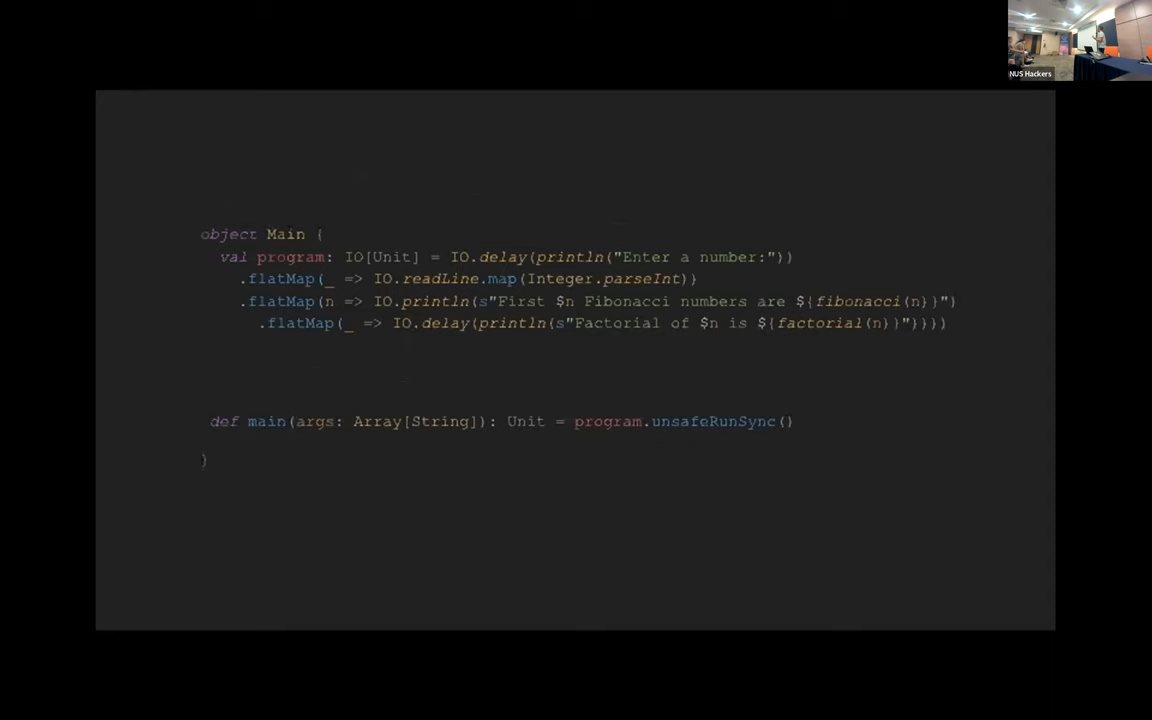 NUS Hackers
object Main {
val program: IO[Unit] = IO.delay(println("Enter a number:"))
.flatMap(_ => IO.readLine.map(Integer.parseInt))
.flatMap(n => IO.println(s"First $n Fibonacci numbers are ${fibonacci(n)}")
.flatMap(_ => IO.delay(println(s"Factorial of $n is ${factorial(n)}"))))
def main(args: Array[String]): Unit = program.unsafeRunSync()
}